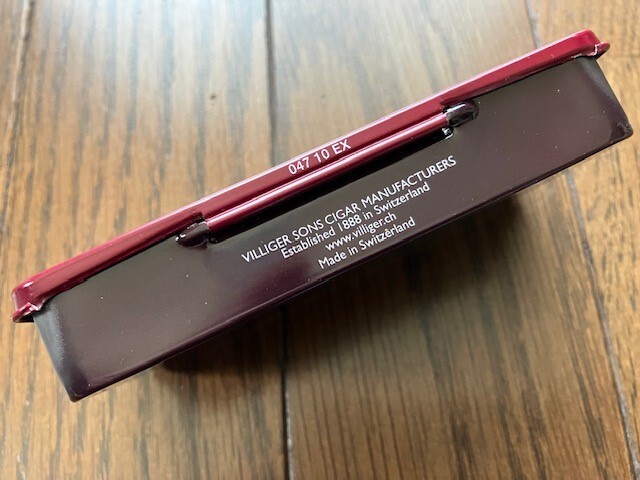 047 10 EX
VILLIGER SONS CIGAR MANUFACTURERS
Established 1888 in Switzerland
www.villiger.ch
Made in Switzerland